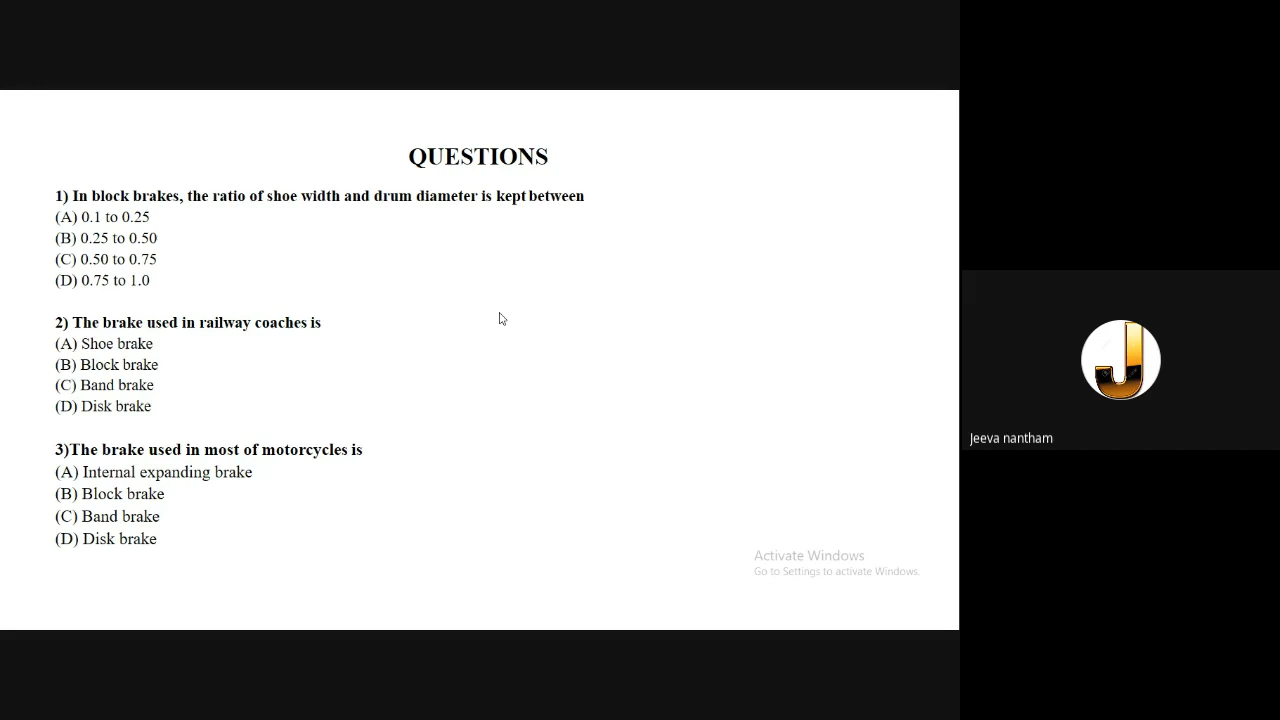 QUESTIONS
1) In block brakes, the ratio of shoe width and drum diameter is kept between
(A) 0.1 to 0.25
(B) 0.25 to 0.50
(C) 0.50 to 0.75
(D) 0.75 to 1.0
2) The brake used in railway coaches is
(A) Shoe brake
(B) Block brake
(C) Band brake
(D) Disk brake
3)The brake used in most of motorcycles is
(A) Internal expanding brake
(B) Block brake
(C) Band brake
(D) Disk brake
Activate Windows
Go to Settings to activate Windows.
J
Jeeva nantham